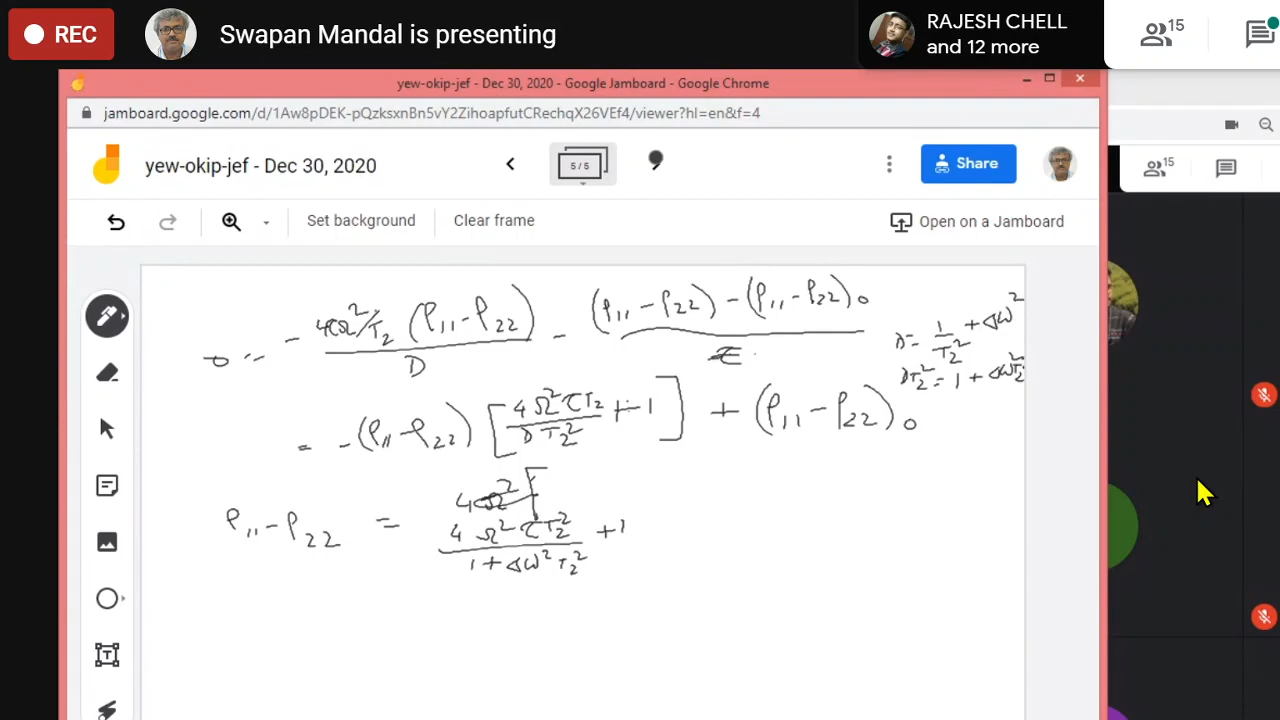 REC
Swapan Mandal is presenting
RAJESH CHELL
and 12 more
15
yew-okip-jef - Dec 30, 2020 - Google Jamboard - Google Chrome
jamboard.google.com/d/1Aw8pDEK-pQzksxnBn5vY2ZihoapfutCRechqX26VEf4/viewer?hl=en&f=4
yew-okip-jef - Dec 30, 2020
5/5
Share
15
Set background
Clear frame
Open on a Jamboard
0 = - 4Ω²/T₂ (ρ₁₁-ρ₂₂) / D - ((ρ₁₁-ρ₂₂) - (ρ₁₁-ρ₂₂)₀) / τ
D = 1/T₂² + Δω²
DT₂² = 1 + Δω²T₂²
= -(ρ₁₁-ρ₂₂) [4Ω²τT₂ / D T₂² + 1] + (ρ₁₁-ρ₂₂)₀
ρ₁₁-ρ₂₂ = 4Ω²τT₂² / 1+Δω²T₂² + 1